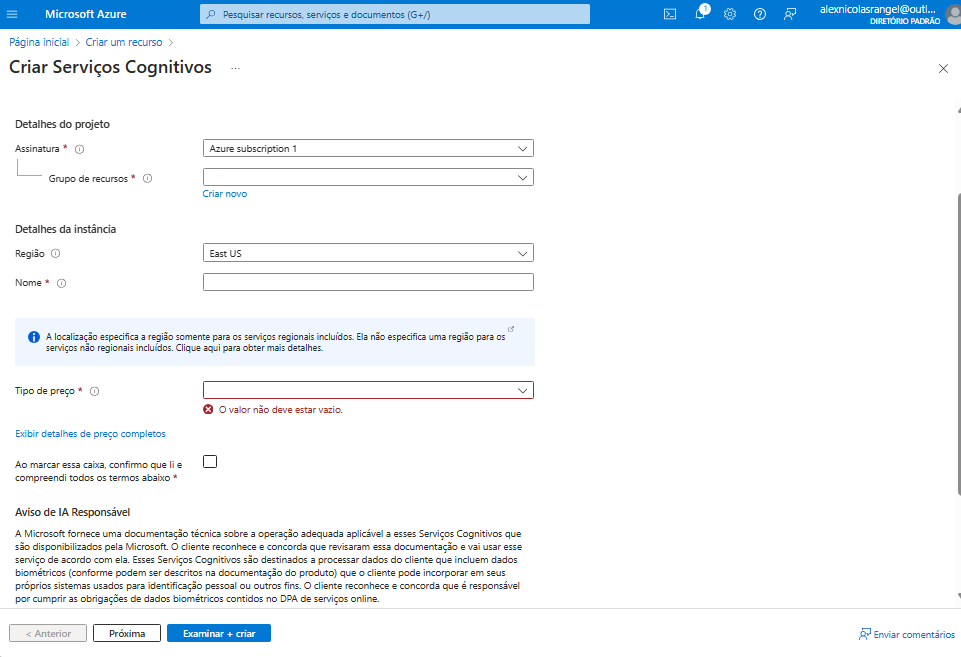 Microsoft Azure
Pesquisar recursos, serviços e documentos (G+/)
1
alexnicolasrangel@outl...
DIRETÓRIO PADRÃO
Página inicial > Criar um recurso >
Criar Serviços Cognitivos ...
Detalhes do projeto
Assinatura *
Azure subscription 1
Grupo de recursos *
Criar novo
Detalhes da instância
Região
East US
Nome *
A localização especifica a região somente para os serviços regionais incluídos. Ela não especifica uma região para os
serviços não regionais incluídos. Clique aqui para obter mais detalhes.
Tipo de preço *
O valor não deve estar vazio.
Exibir detalhes de preço completos
Ao marcar essa caixa, confirmo que li e
compreendi todos os termos abaixo *
Aviso de IA Responsável
A Microsoft fornece uma documentação técnica sobre a operação adequada aplicável a esses Serviços Cognitivos que
são disponibilizados pela Microsoft. O cliente reconhece e concorda que revisaram essa documentação e vai usar esse
serviço de acordo com ela. Esses Serviços Cognitivos são destinados a processar dados do cliente que incluem dados
biométricos (conforme podem ser descritos na documentação do produto) que o cliente pode incorporar em seus
próprios sistemas usados para identificação pessoal ou outros fins. O cliente reconhece e concorda que é responsável
por cumprir as obrigações de dados biométricos contidos no DPA de serviços online.
< Anterior
Próxima
Examinar + criar
Enviar comentários